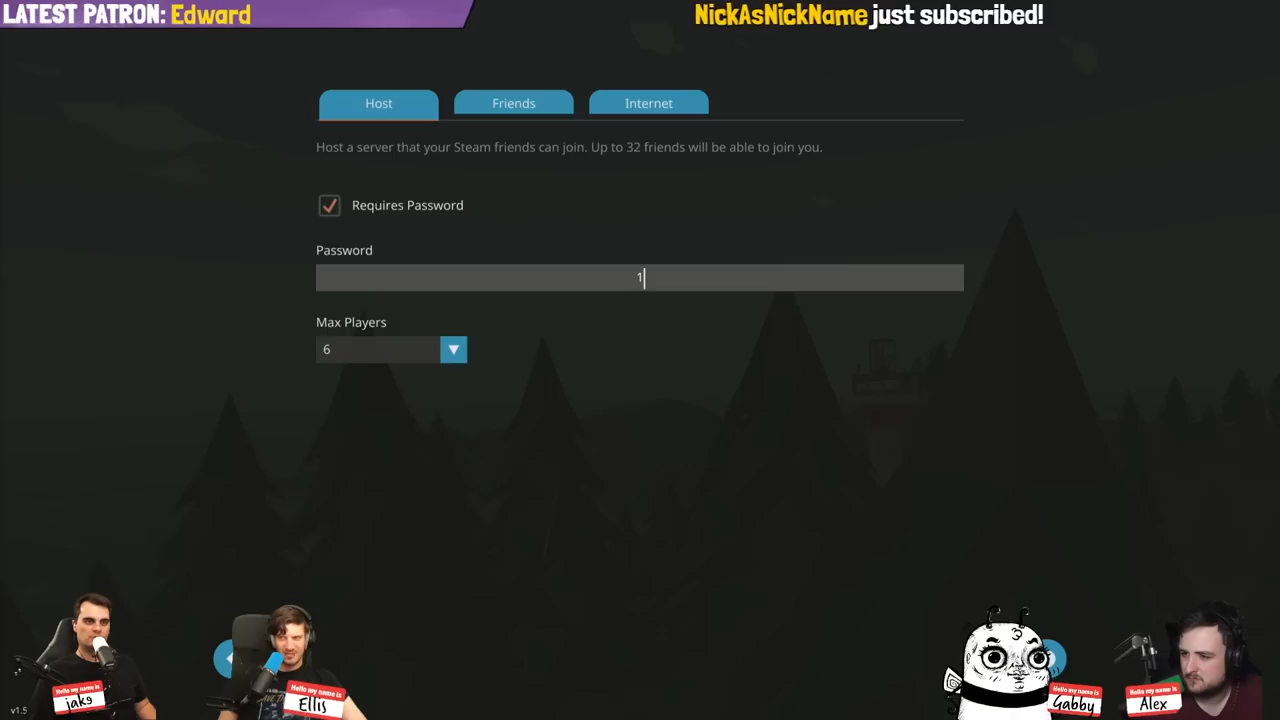 LATEST PATRON: Edward
NickAsNickName just subscribed!
Host
Friends
Internet
Host a server that your Steam friends can join. Up to 32 friends will be able to join you.
Requires Password
Password
1
Max Players
6
Hello my name is
jake
Hello my name is
Ellis
Hello my name is
Gabby
Hello my name is
Alex
v1.5